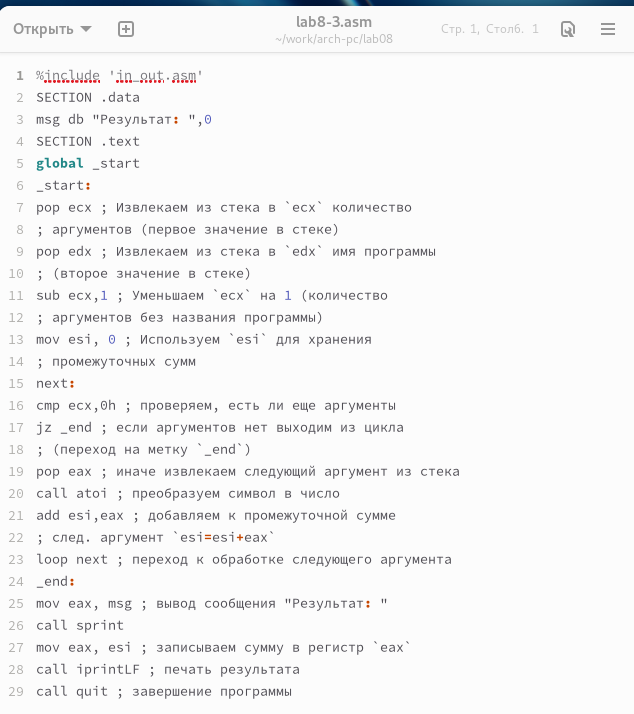 Открыть
lab8-3.asm
~/work/arch-pc/lab08
Стр. 1, Столб. 1
1 %include 'in_out.asm'
2 SECTION .data
3 msg db "Результат: ",0
4 SECTION .text
5 global _start
6 _start:
7 pop ecx ; Извлекаем из стека в `ecx` количество
8 ; аргументов (первое значение в стеке)
9 pop edx ; Извлекаем из стека в `edx` имя программы
10 ; (второе значение в стеке)
11 sub ecx,1 ; Уменьшаем `ecx` на 1 (количество
12 ; аргументов без названия программы)
13 mov esi, 0 ; Используем `esi` для хранения
14 ; промежуточных сумм
15 next:
16 cmp ecx,0h ; проверяем, есть ли еще аргументы
17 jz _end ; если аргументов нет выходим из цикла
18 ; (переход на метку `_end`)
19 pop eax ; иначе извлекаем следующий аргумент из стека
20 call atoi ; преобразуем символ в число
21 add esi,eax ; добавляем к промежуточной сумме
22 ; след. аргумент `esi=esi+eax`
23 loop next ; переход к обработке следующего аргумента
24 _end:
25 mov eax, msg ; вывод сообщения "Результат: "
26 call sprint
27 mov eax, esi ; записываем сумму в регистр `eax`
28 call iprintLF ; печать результата
29 call quit ; завершение программы